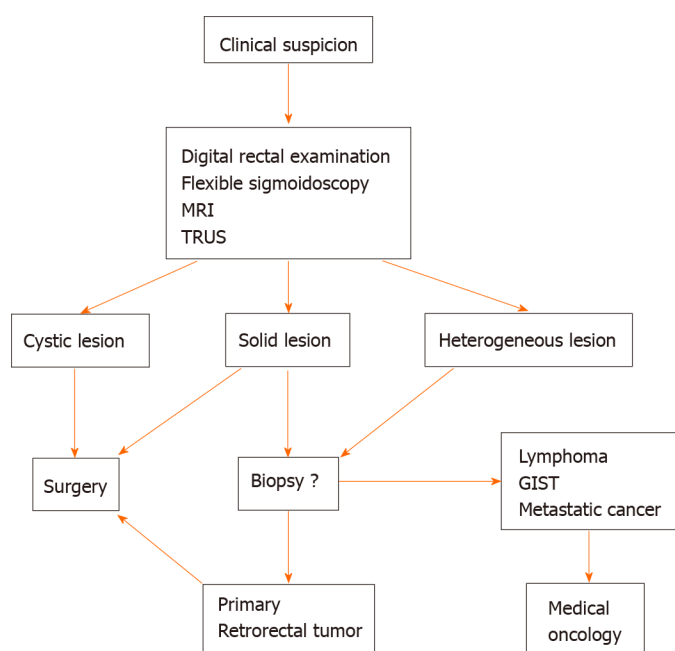 Clinical suspicion
Digital rectal examination
Flexible sigmoidoscopy
MRI
TRUS
Cystic lesion
Solid lesion
Heterogeneous lesion
Surgery
Biopsy ?
Lymphoma
GIST
Metastatic cancer
Primary
Retrorectal tumor
Medical
oncology